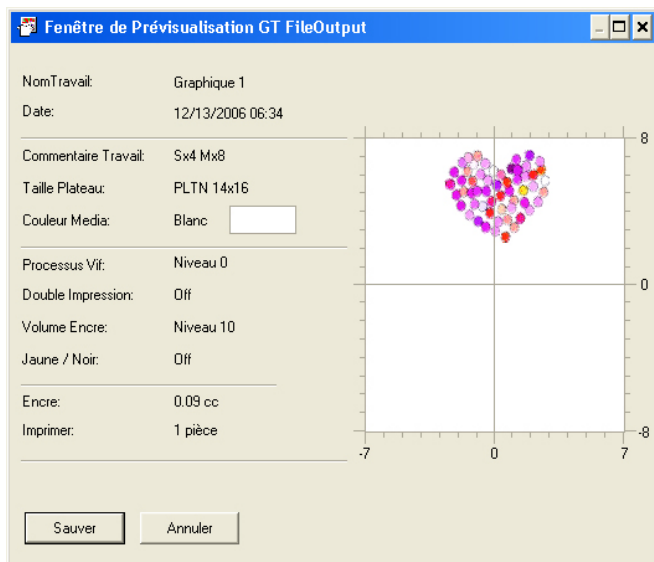 Fenêtre de Prévisualisation GT FileOutput
NomTravail: Graphique 1
Date: 12/13/2006 06:34
Commentaire Travail: Sx4 Mx8
Taille Plateau: PLTN 14x16
Couleur Media: Blanc
Processus Vif: Niveau 0
Double Impression: Off
Volume Encre: Niveau 10
Jaune / Noir: Off
Encre: 0.09 cc
Imprimer: 1 pièce
8
0
-8
-7 0 7
Sauver Annuler